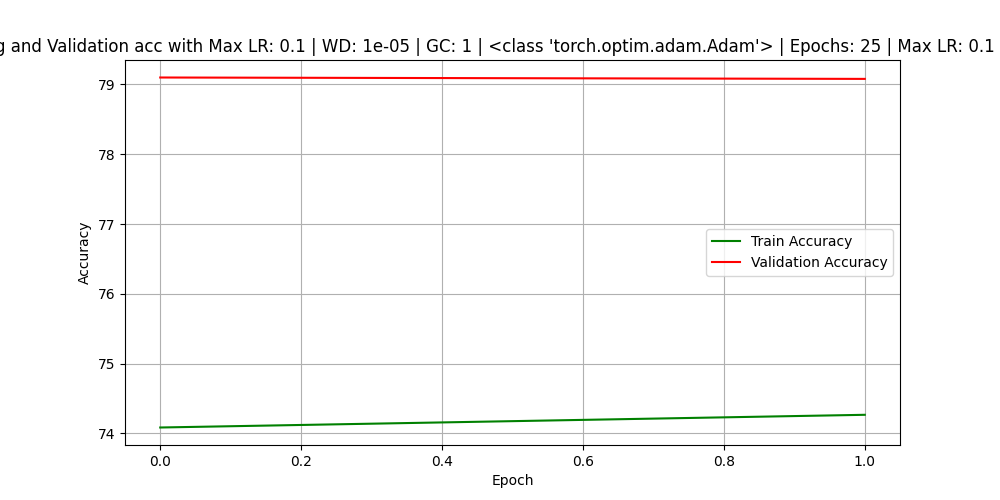 and Validation acc with Max LR: 0.1 | WD: 1e-05 | GC: 1 | <class 'torch.optim.adam.Adam'> | Epochs: 25 | Max LR: 0.1
79
78
77
76
75
74
Accuracy
Train Accuracy
Validation Accuracy
0.0 0.2 0.4 0.6 0.8 1.0
Epoch